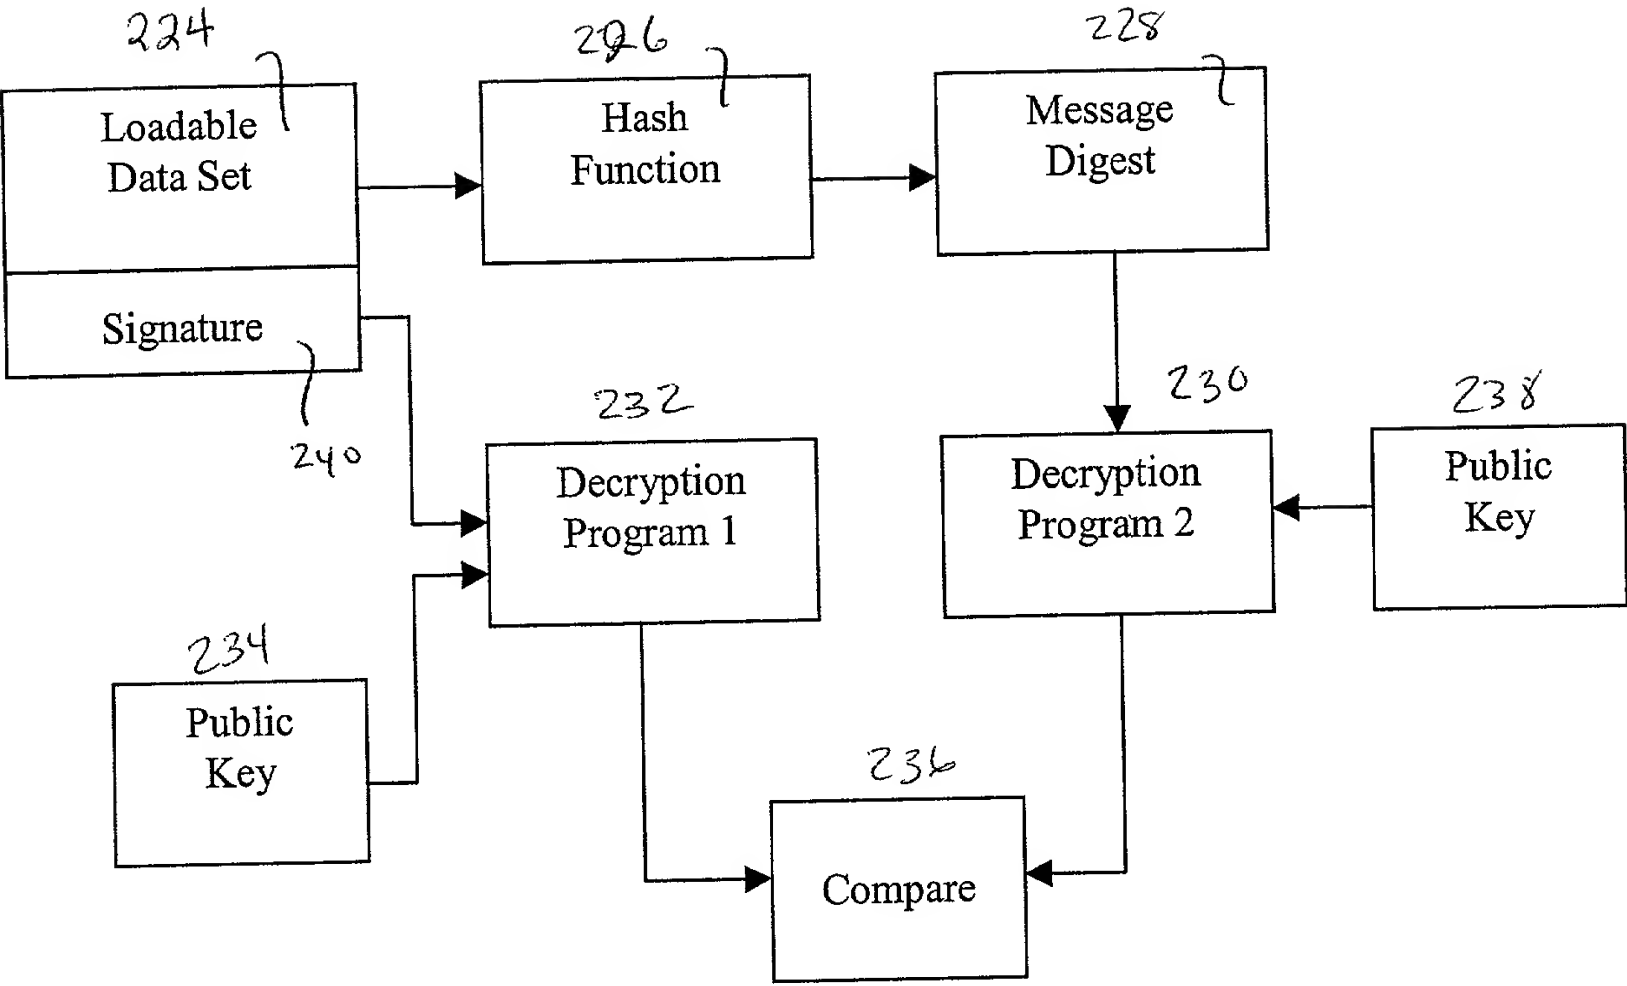 224
226
228
Loadable
Data Set
Hash
Function
Message
Digest
Signature
240
232
230
238
Decryption
Program 1
Decryption
Program 2
Public
Key
234
Public
Key
236
Compare